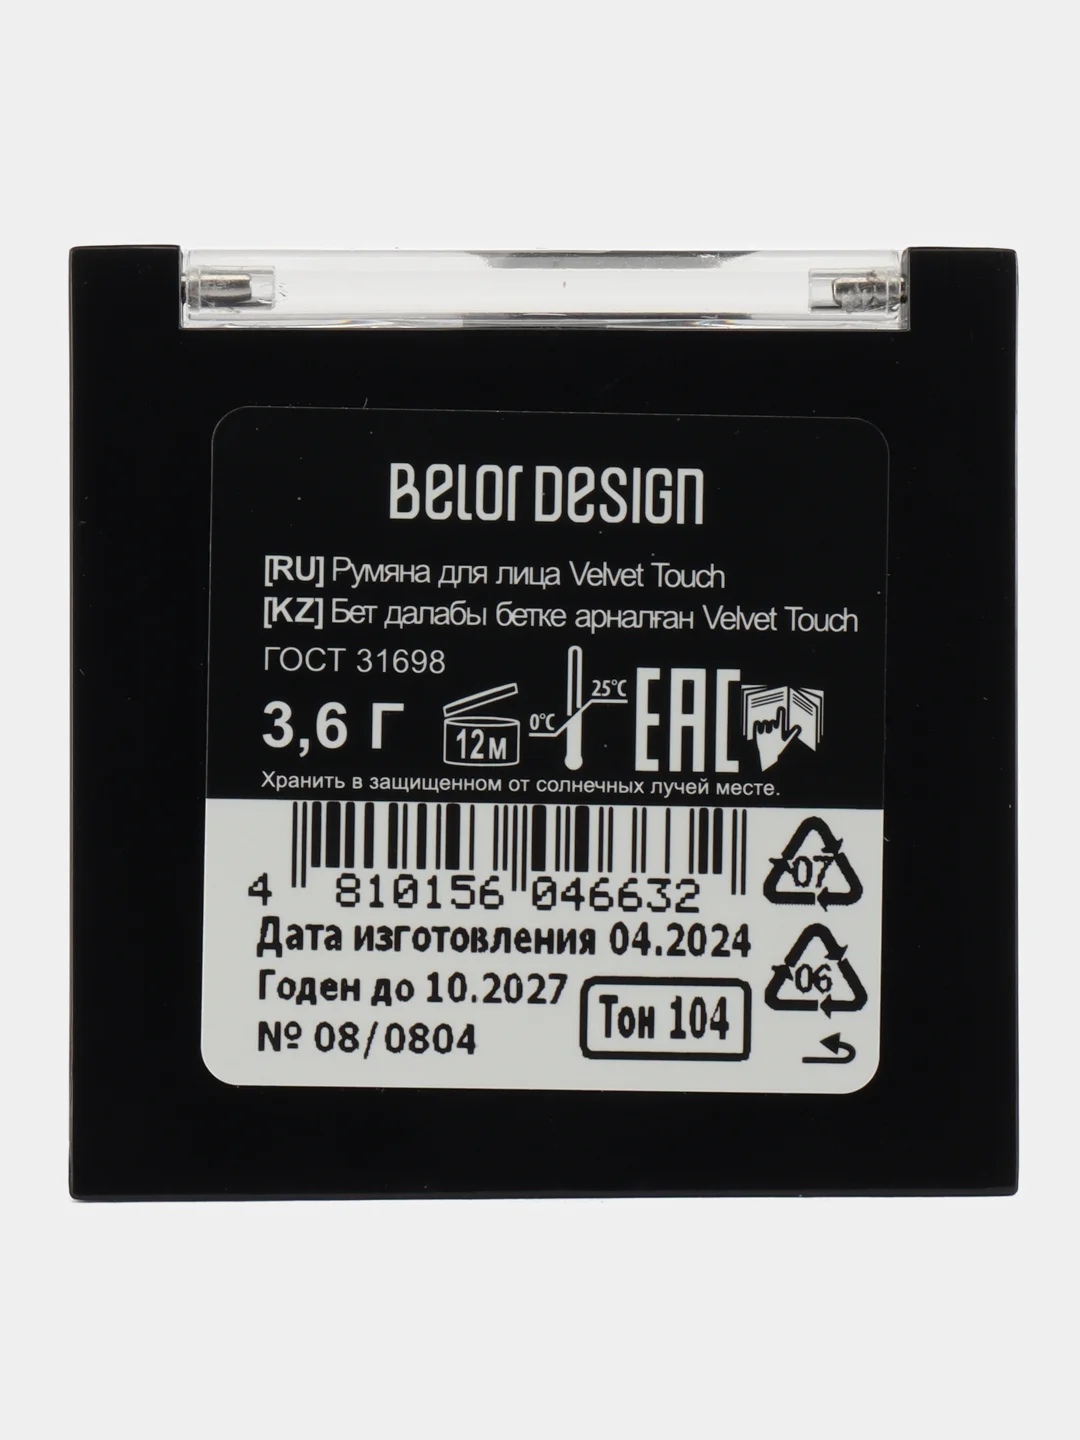 BELOR DESIGN
[RU] Румяна для лица Velvet Touch
[KZ] Бет далабы бетке арналған Velvet Touch
ГОСТ 31698
3,6 Г
12м
0°C
25°C
EAC
Хранить в защищенном от солнечных лучей месте.
4 810156 046632
07
Дата изготовления 04.2024
Годен до 10.2027
06
№ 08/0804
Тон 104